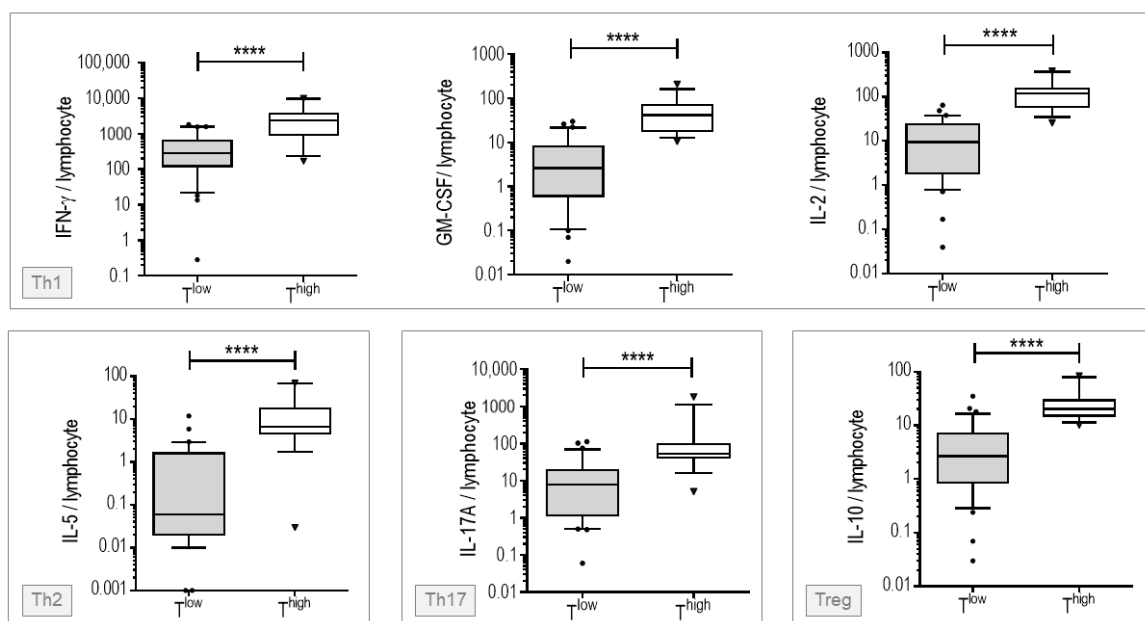 IFN-γ / lymphocyte
100,000
10,000
1000
100
10
1
0.1
****
Tlow
Thigh
GM-CSF/ lymphocyte
1000
100
10
1
0.1
0.01
****
Tlow
Thigh
IL-2 / lymphocyte
1000
100
10
1
0.1
0.01
****
Tlow
Thigh
Th1
IL-5 / lymphocyte
100
10
1
0.1
0.01
0.001
****
Tlow
Thigh
Th2
IL-17A / lymphocyte
10,000
1000
100
10
1
0.1
0.01
****
Tlow
Thigh
Th17
IL-10 / lymphocyte
100
10
1
0.1
0.01
****
Tlow
Thigh
Treg